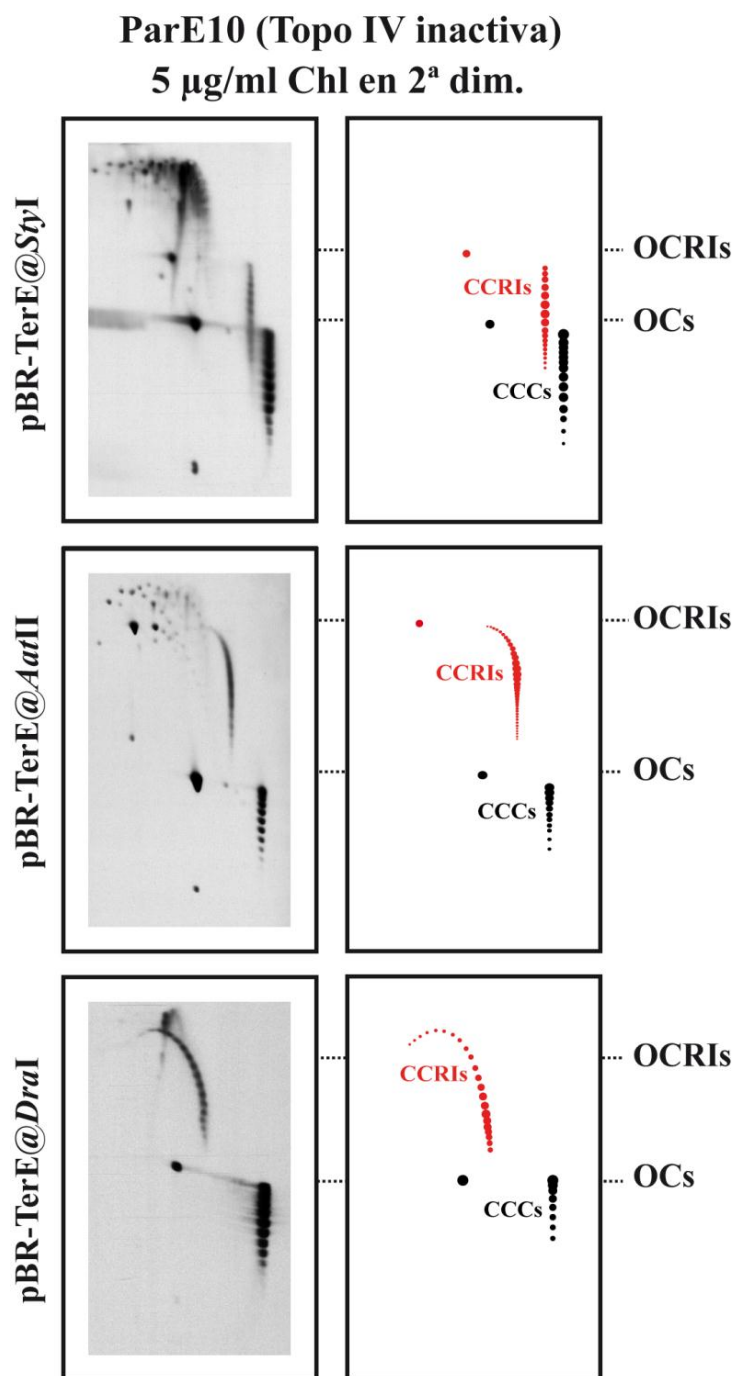 ParE10 (Topo IV inactiva)
5 µg/ml Chl en 2ª dim.
pBR-TerE@StyI
OCRIs
CCRIs
OCs
CCCs
pBR-TerE@AatII
OCRIs
CCRIs
OCs
CCCs
pBR-TerE@DraI
OCRIs
CCRIs
OCs
CCCs